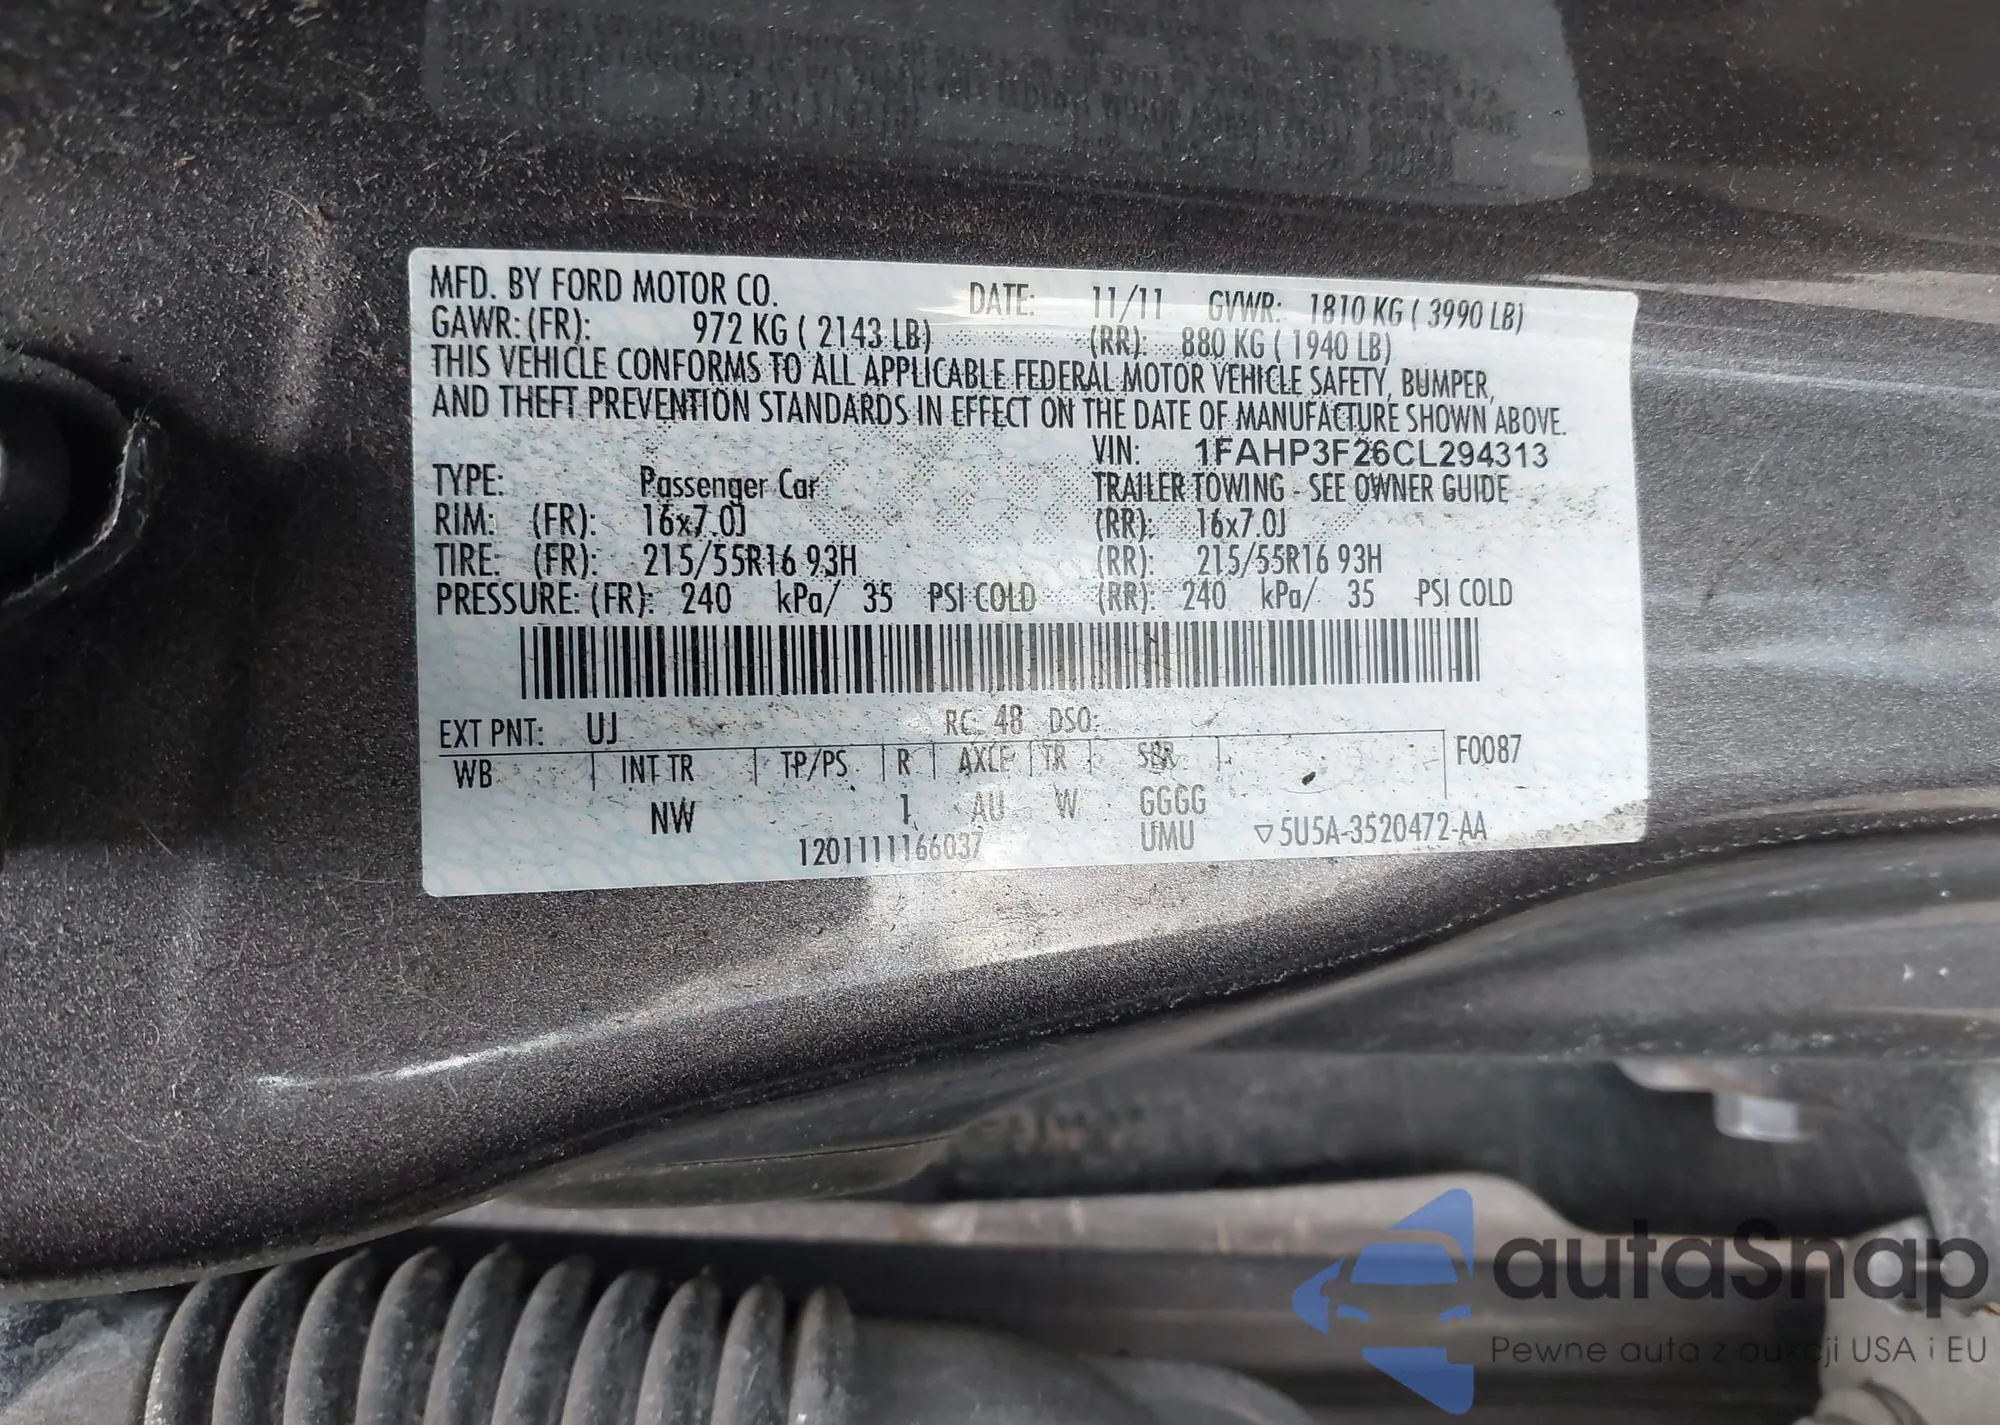 MFD. BY FORD MOTOR CO. DATE: 11/11 GVWR: 1810 KG ( 3990 LB)
GAWR: (FR): 972 KG ( 2143 LB) (RR): 880 KG ( 1940 LB)
THIS VEHICLE CONFORMS TO ALL APPLICABLE FEDERAL MOTOR VEHICLE SAFETY, BUMPER,
AND THEFT PREVENTION STANDARDS IN EFFECT ON THE DATE OF MANUFACTURE SHOWN ABOVE.
VIN: 1FAHP3F26CL294313
TYPE: Passenger Car TRAILER TOWING - SEE OWNER GUIDE
RIM: (FR): 16x7.0J (RR): 16x7.0J
TIRE: (FR): 215/55R16 93H (RR): 215/55R16 93H
PRESSURE: (FR): 240 kPa/ 35 PSI COLD (RR): 240 kPa/ 35 PSI COLD
EXT PNT: UJ RC: 48 DSO:
WB INT TR TP/PS R AXLE TR SPR F0087
NW 1 AU W GGGG
1201111166037 UMU ▽5U5A-3520472-AA
autaSnap
Pewne auta z aukcji USA i EU